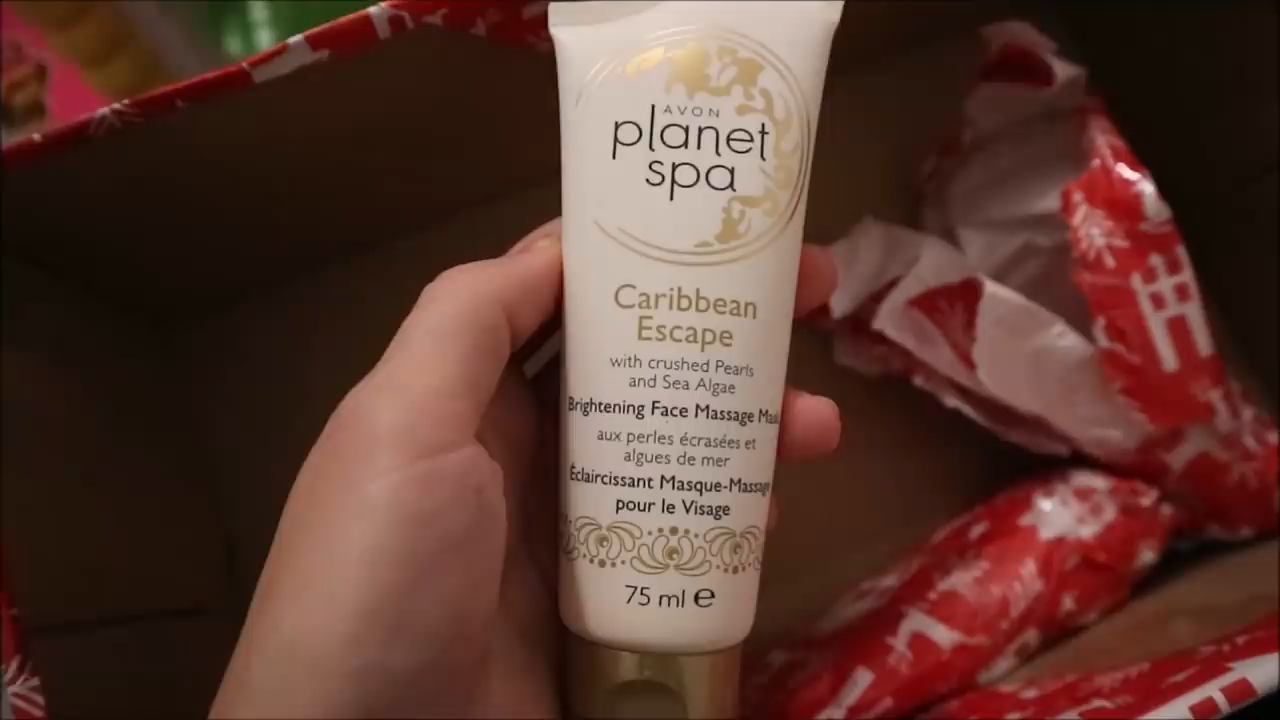 AVON
planet
spa
Caribbean
Escape
with crushed Pearls
and Sea Algae
Brightening Face Massage Mask
aux perles écrasées et
algues de mer
Éclaircissant Masque-Massage
pour le Visage
75 ml e